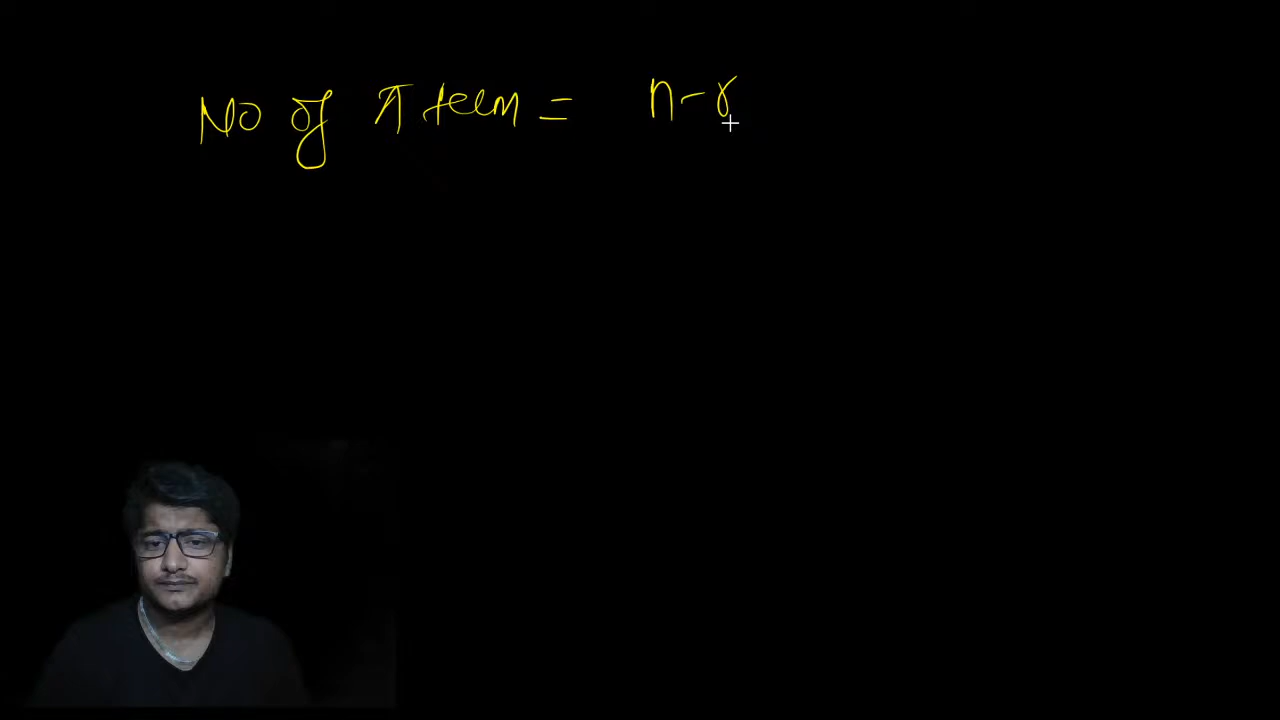 No of π term = n-r